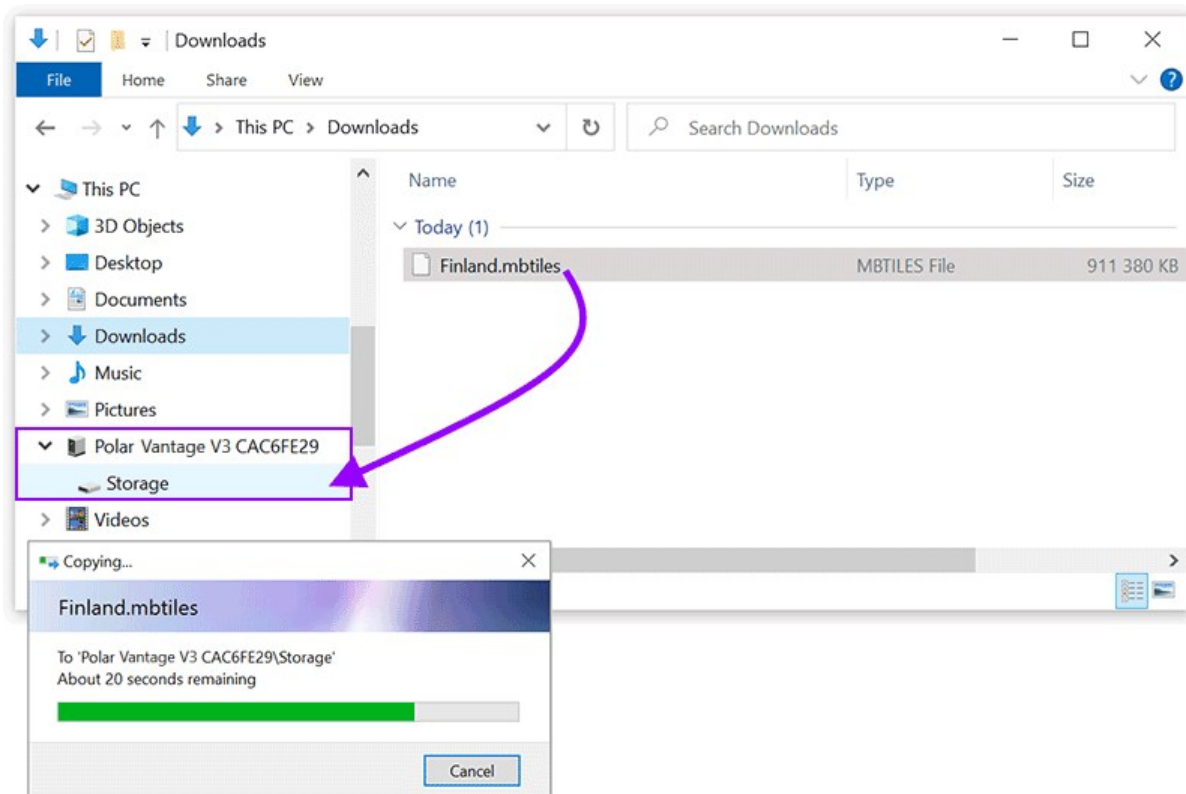 Downloads
File Home Share View
This PC > Downloads
Search Downloads
Name Type Size
This PC
Today (1)
3D Objects
Finland.mbtiles MBTILES File 911 380 KB
Desktop
Documents
Downloads
Music
Pictures
Polar Vantage V3 CAC6FE29
Storage
Videos
Copying...
Finland.mbtiles
To 'Polar Vantage V3 CAC6FE29\Storage'
About 20 seconds remaining
Cancel